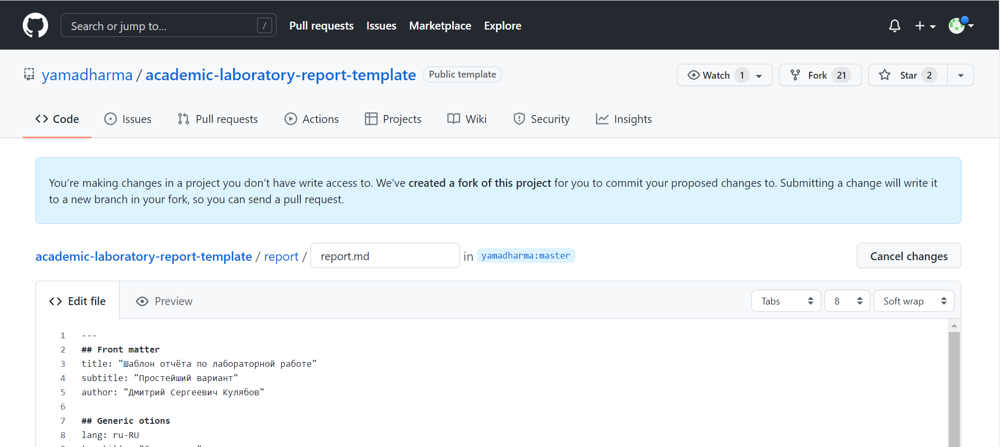 Search or jump to... /
Pull requests Issues Marketplace Explore
yamadharma / academic-laboratory-report-template Public template
Watch 1 Fork 21 Star 2
Code Issues Pull requests Actions Projects Wiki Security Insights
You're making changes in a project you don't have write access to. We've created a fork of this project for you to commit your proposed changes to. Submitting a change will write it
to a new branch in your fork, so you can send a pull request.
academic-laboratory-report-template / report / report.md in yamadharma:master Cancel changes
Edit file Preview Tabs 8 Soft wrap
1 ---
2 ## Front matter
3 title: "Шаблон отчёта по лабораторной работе"
4 subtitle: "Простейший вариант"
5 author: "Дмитрий Сергеевич Кулябов"
6
7 ## Generic otions
8 lang: ru-RU